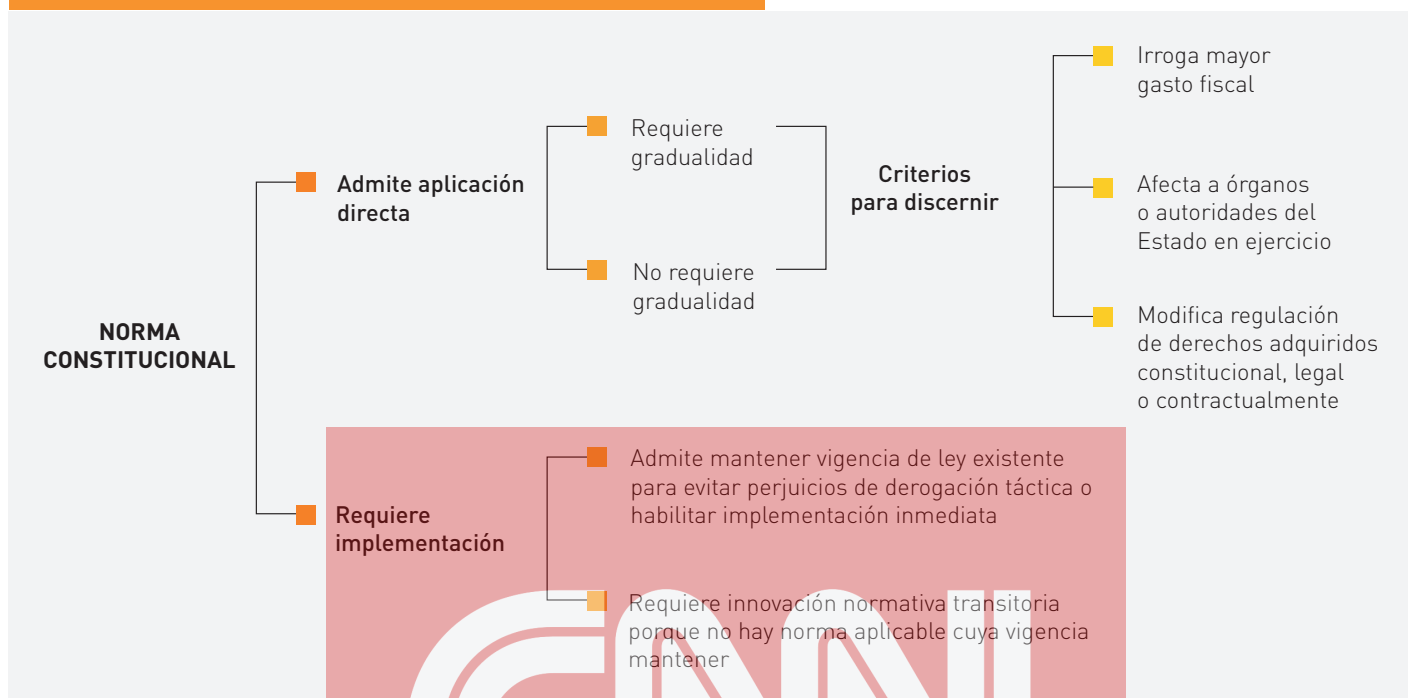 NORMA
CONSTITUCIONAL
Admite aplicación
directa
Requiere
gradualidad
No requiere
gradualidad
Criterios
para discernir
Irroga mayor
gasto fiscal
Afecta a órganos
o autoridades del
Estado en ejercicio
Modifica regulación
de derechos adquiridos
constitucional, legal
o contractualmente
Requiere
implementación
Admite mantener vigencia de ley existente
para evitar perjuicios de derogación táctica o
habilitar implementación inmediata
Requiere innovación normativa transitoria
porque no hay norma aplicable cuya vigencia
mantener
CNN